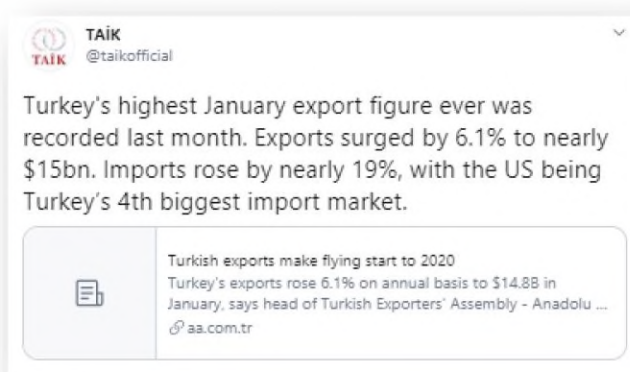 TAİK
@taikofficial
TAİK
Turkey's highest January export figure ever was
recorded last month. Exports surged by 6.1% to nearly
$15bn. Imports rose by nearly 19%, with the US being
Turkey's 4th biggest import market.
Turkish exports make flying start to 2020
Turkey's exports rose 6.1% on annual basis to $14.8B in
January, says head of Turkish Exporters' Assembly - Anadolu ...
aa.com.tr